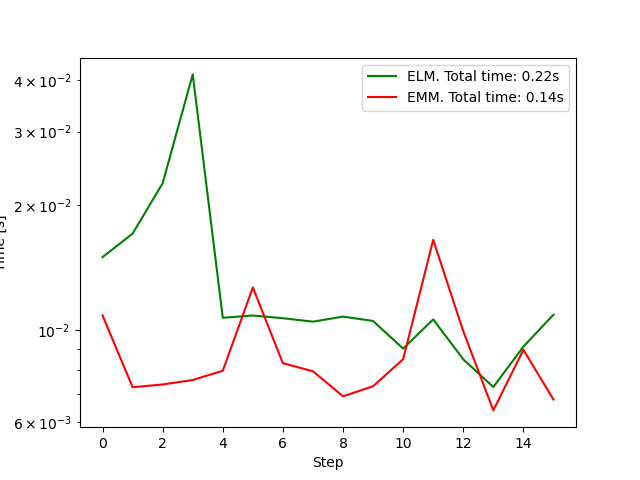 ELM. Total time: 0.22s
EMM. Total time: 0.14s
4 × 10⁻²
3 × 10⁻²
2 × 10⁻²
10⁻²
6 × 10⁻³
Time [s]
0 2 4 6 8 10 12 14
Step